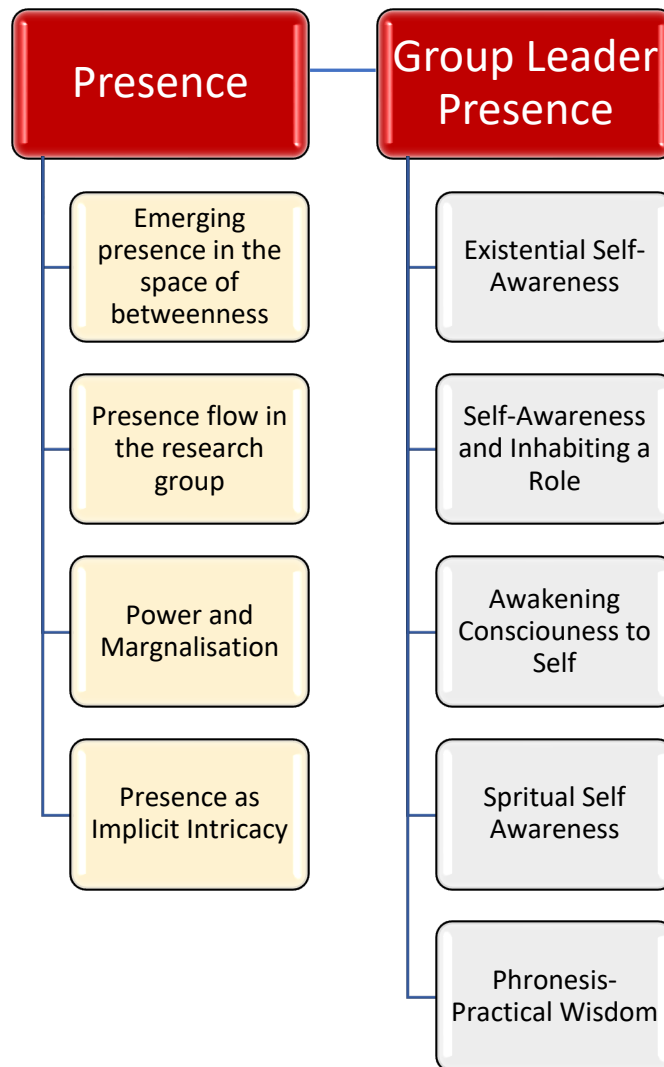 Presence
Emerging
presence in the
space of
betweenness
Presence flow in
the research
group
Power and
Margnalisation
Presence as
Implicit Intricacy
Group Leader
Presence
Existential Self-
Awareness
Self-Awareness
and Inhabiting a
Role
Awakening
Consciouness to
Self
Spritual Self
Awareness
Phronesis-
Practical Wisdom